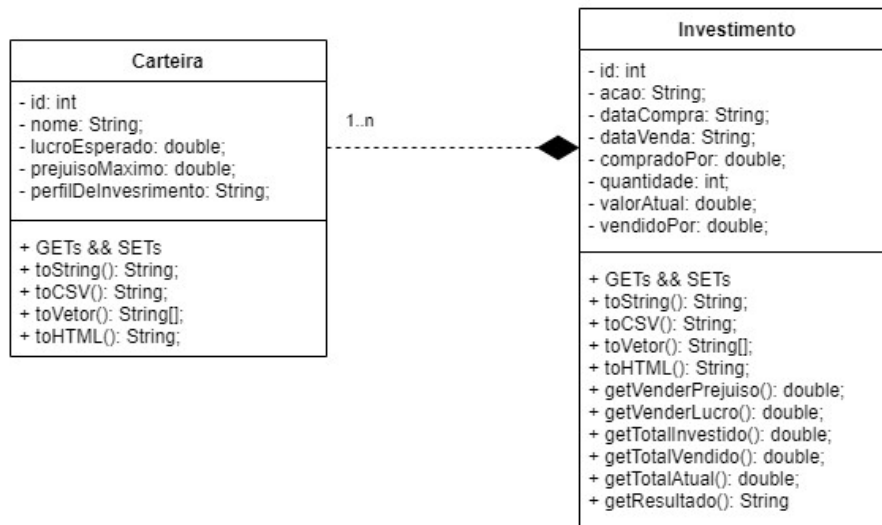 Carteira
- id: int
- nome: String;
- lucroEsperado: double;
- prejuisoMaximo: double;
- perfilDeInvesrimento: String;
+ GETs && SETs
+ toString(): String;
+ toCSV(): String;
+ toVetor(): String[];
+ toHTML(): String;
1..n
Investimento
- id: int
- acao: String;
- dataCompra: String;
- dataVenda: String;
- compradoPor: double;
- quantidade: int;
- valorAtual: double;
- vendidoPor: double;
+ GETs && SETs
+ toString(): String;
+ toCSV(): String;
+ toVetor(): String[];
+ toHTML(): String;
+ getVenderPrejuiso(): double;
+ getVenderLucro(): double;
+ getTotalInvestido(): double;
+ getTotalVendido(): double;
+ getTotalAtual(): double;
+ getResultado(): String